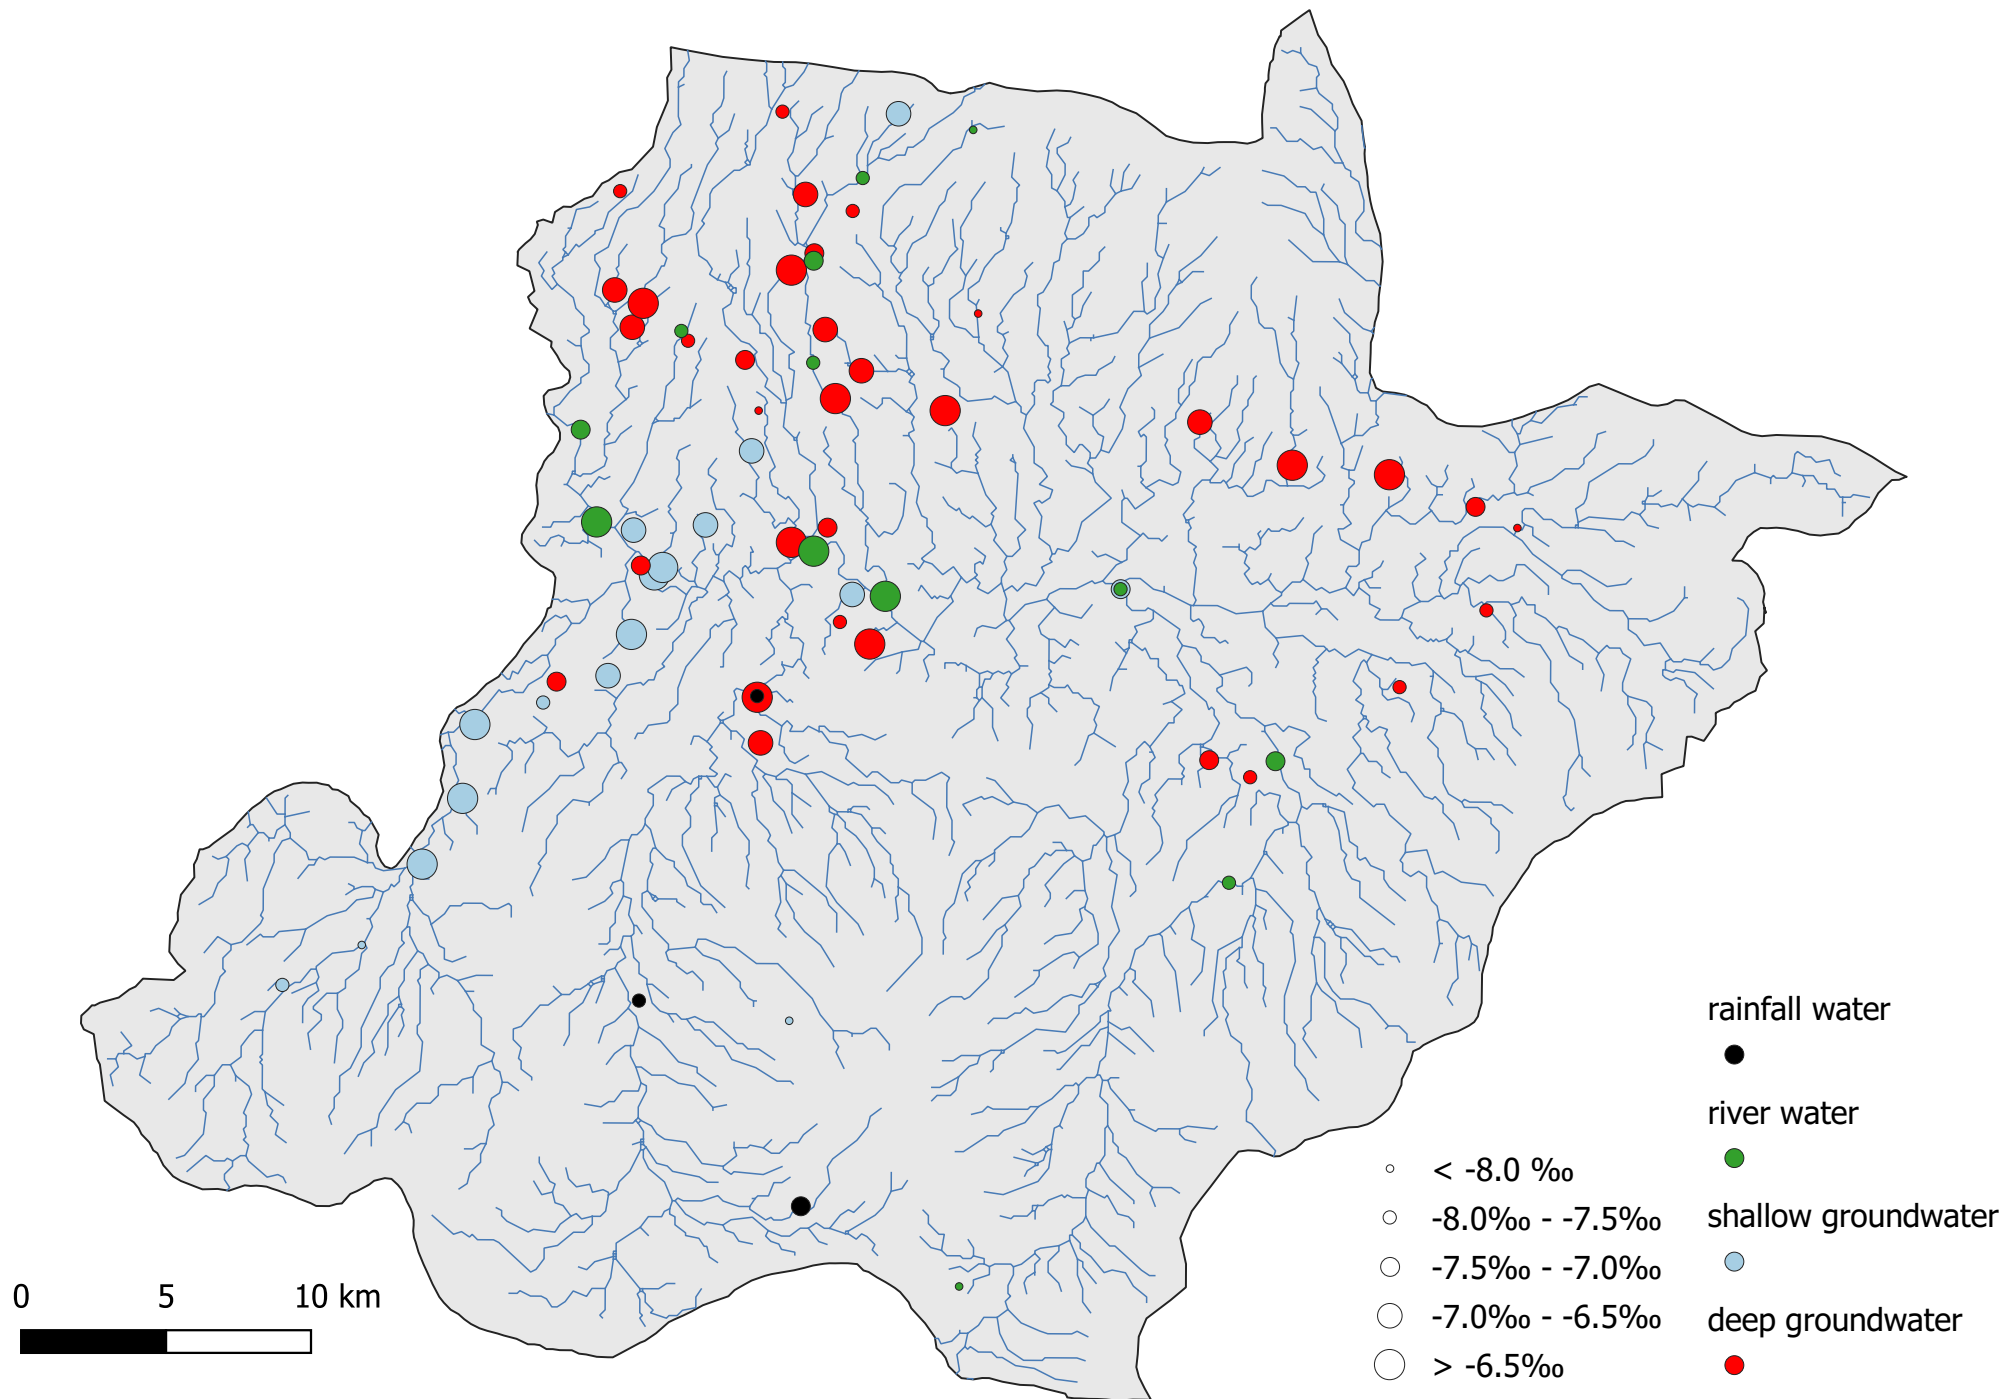 rainfall water
river water
shallow groundwater
deep groundwater
< -8.0 ‰
-8.0‰ - -7.5‰
-7.5‰ - -7.0‰
-7.0‰ - -6.5‰
> -6.5‰
0 5 10 km